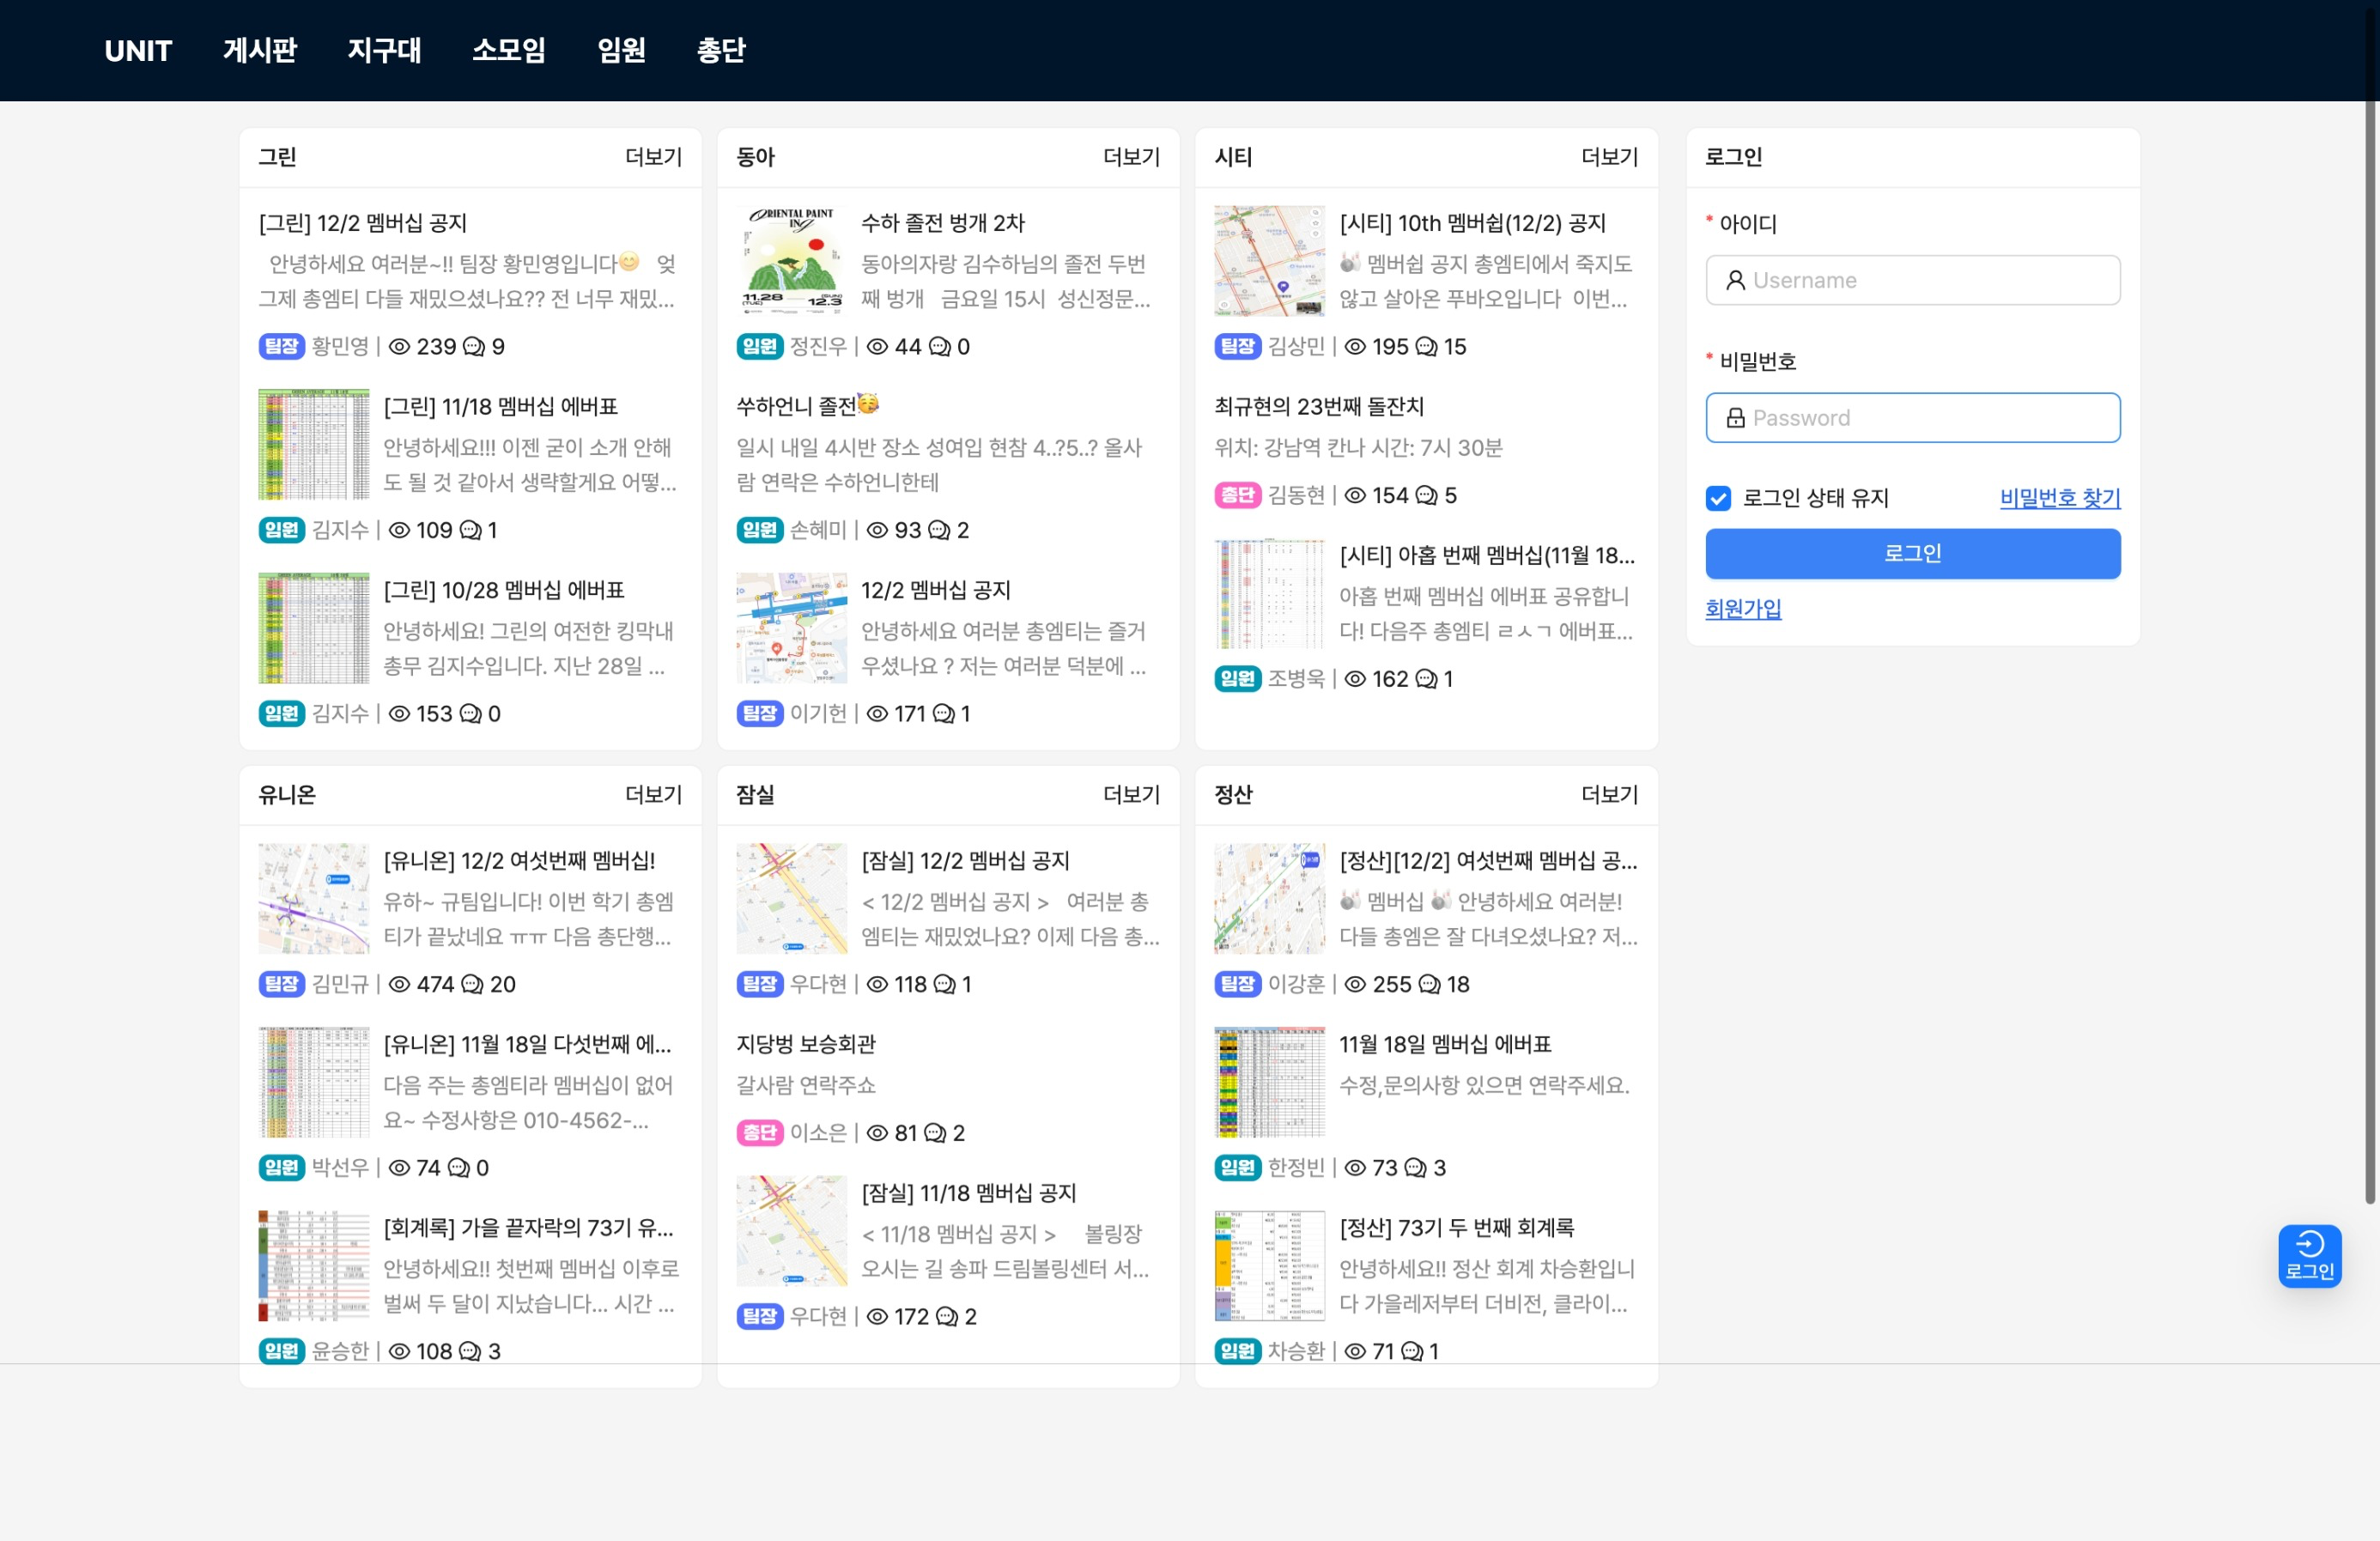 UNIT 게시판 지구대 소모임 임원 총단
그린 더보기
[그린] 12/2 멤버십 공지
안녕하세요 여러분~!! 팀장 황민영입니다😊 엊
그제 총엠티 다들 재밌으셨나요?? 전 너무 재밌...
팀장 황민영 | 239 9
[그린] 11/18 멤버십 에버표
안녕하세요!!! 이젠 굳이 소개 안해
도 될 것 같아서 생략할게요 어떻...
임원 김지수 | 109 1
[그린] 10/28 멤버십 에버표
안녕하세요! 그린의 여전한 킹막내
총무 김지수입니다. 지난 28일 ...
임원 김지수 | 153 0
동아 더보기
ORIENTAL PAINT
ING
11.28
(TUE)
(SUN)
12.3
수하 졸전 벙개 2차
동아의자랑 김수하님의 졸전 두번
째 벙개 금요일 15시 성신정문...
임원 정진우 | 44 0
쑤하언니 졸전🥳
일시 내일 4시반 장소 성여입 현참 4..?5..? 올사
람 연락은 수하언니한테
임원 손혜미 | 93 2
12/2 멤버십 공지
안녕하세요 여러분 총엠티는 즐거
우셨나요 ? 저는 여러분 덕분에 ...
팀장 이기헌 | 171 1
시티 더보기
[시티] 10th 멤버쉽(12/2) 공지
🎳 멤버쉽 공지 총엠티에서 죽지도
않고 살아온 푸바오입니다 이번...
팀장 김상민 | 195 15
최규현의 23번째 돌잔치
위치: 강남역 칸나 시간: 7시 30분
총단 김동현 | 154 5
[시티] 아홉 번째 멤버십(11월 18...
아홉 번째 멤버십 에버표 공유합니
다! 다음주 총엠티 ㄹㅅㄱ 에버표...
임원 조병욱 | 162 1
로그인
* 아이디
Username
* 비밀번호
Password
로그인 상태 유지 비밀번호 찾기
로그인
회원가입
유니온 더보기
[유니온] 12/2 여섯번째 멤버십!
유하~ 규팀입니다! 이번 학기 총엠
티가 끝났네요 ㅠㅠ 다음 총단행...
팀장 김민규 | 474 20
[유니온] 11월 18일 다섯번째 에...
다음 주는 총엠티라 멤버십이 없어
요~ 수정사항은 010-4562-...
임원 박선우 | 74 0
[회계록] 가을 끝자락의 73기 유...
안녕하세요!! 첫번째 멤버십 이후로
벌써 두 달이 지났습니다... 시간 ...
임원 윤승한 | 108 3
잠실 더보기
[잠실] 12/2 멤버십 공지
< 12/2 멤버십 공지 > 여러분 총
엠티는 재밌었나요? 이제 다음 총...
팀장 우다현 | 118 1
지당벙 보승회관
갈사람 연락주쇼
총단 이소은 | 81 2
[잠실] 11/18 멤버십 공지
< 11/18 멤버십 공지 > 볼링장
오시는 길 송파 드림볼링센터 서...
팀장 우다현 | 172 2
정산 더보기
[정산][12/2] 여섯번째 멤버십 공...
🎳 멤버십 🎳 안녕하세요 여러분!
다들 총엠은 잘 다녀오셨나요? 저...
팀장 이강훈 | 255 18
11월 18일 멤버십 에버표
수정,문의사항 있으면 연락주세요.
임원 한정빈 | 73 3
[정산] 73기 두 번째 회계록
안녕하세요!! 정산 회계 차승환입니
다 가을레저부터 더비전, 클라이...
임원 차승환 | 71 1
로그인